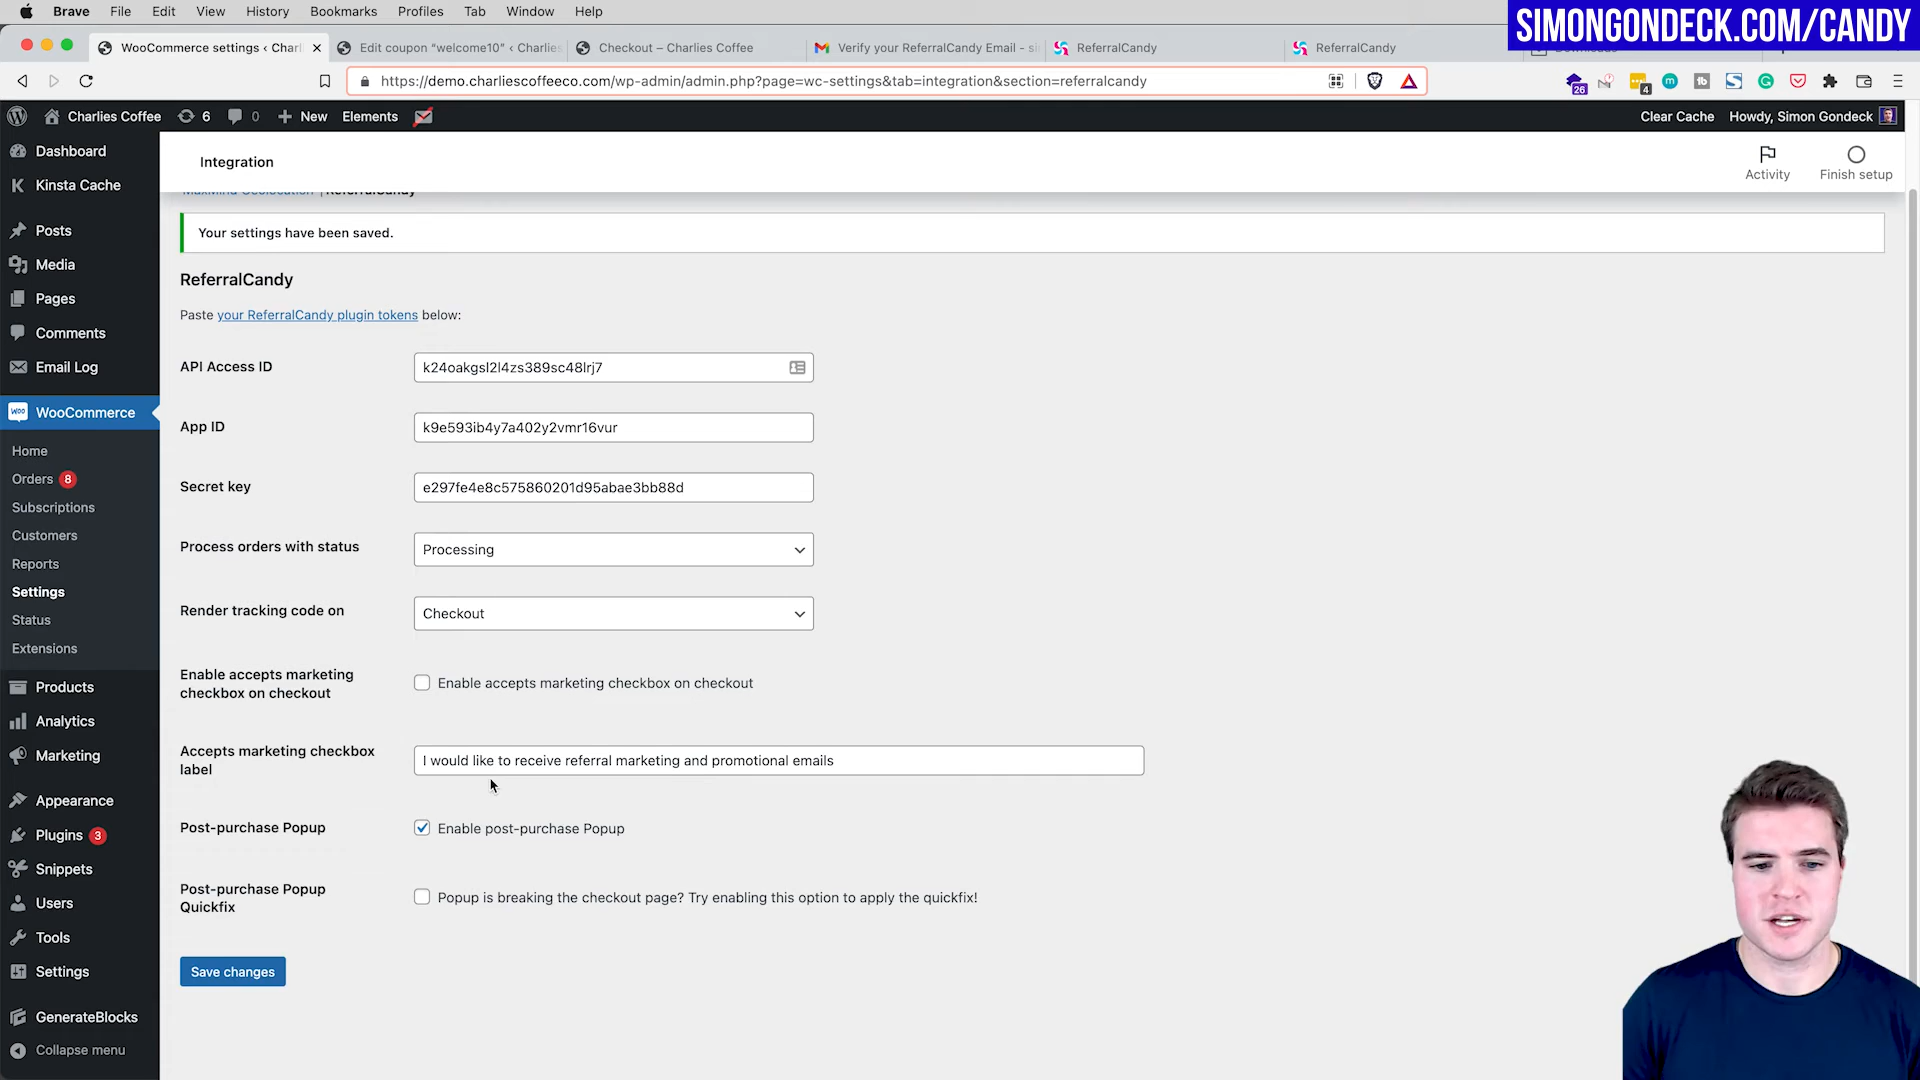 Brave File Edit View History Bookmarks Profiles Tab Window Help
SIMONGONDECK.COM/CANDY
WooCommerce settings ‹ Charl
Edit coupon “welcome10” ‹ Charlies
Checkout – Charlies Coffee
Verify your ReferralCandy Email - si
ReferralCandy
ReferralCandy
https://demo.charliescoffeeco.com/wp-admin/admin.php?page=wc-settings&tab=integration&section=referralcandy
26
4
Charlies Coffee 6 0 New Elements
Clear Cache Howdy, Simon Gondeck
Dashboard
Kinsta Cache
Posts
Media
Pages
Comments
Email Log
WooCommerce
Home
Orders 8
Subscriptions
Customers
Reports
Settings
Status
Extensions
Products
Analytics
Marketing
Appearance
Plugins 3
Snippets
Users
Tools
Settings
GenerateBlocks
Collapse menu
Integration
Activity
Finish setup
MaxMind Geolocation | ReferralCandy
Your settings have been saved.
ReferralCandy
Paste your ReferralCandy plugin tokens below:
API Access ID
k24oakgsl2l4zs389sc48lrj7
App ID
k9e593ib4y7a402y2vmr16vur
Secret key
e297fe4e8c575860201d95abae3bb88d
Process orders with status
Processing
Render tracking code on
Checkout
Enable accepts marketing
checkbox on checkout
Enable accepts marketing checkbox on checkout
Accepts marketing checkbox
label
I would like to receive referral marketing and promotional emails
Post-purchase Popup
Enable post-purchase Popup
Post-purchase Popup
Quickfix
Popup is breaking the checkout page? Try enabling this option to apply the quickfix!
Save changes